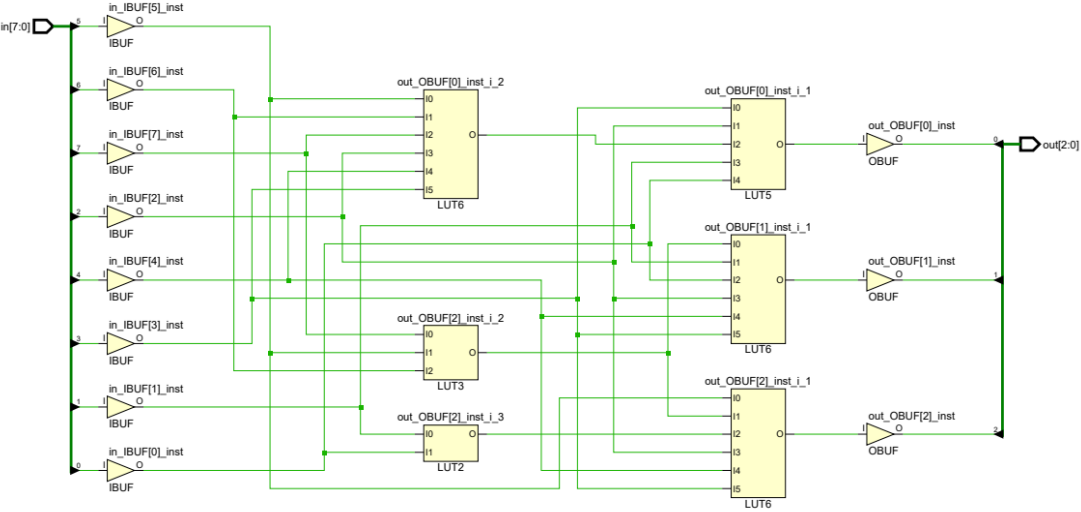 in[7:0]
in_IBUF[5]_inst
5
I
O
IBUF
in_IBUF[6]_inst
6
I
O
IBUF
in_IBUF[7]_inst
7
I
O
IBUF
in_IBUF[2]_inst
2
I
O
IBUF
in_IBUF[4]_inst
4
I
O
IBUF
in_IBUF[3]_inst
3
I
O
IBUF
in_IBUF[1]_inst
1
I
O
IBUF
in_IBUF[0]_inst
0
I
O
IBUF
out_OBUF[0]_inst_i_2
I0
I1
I2
O
I3
I4
I5
LUT6
out_OBUF[2]_inst_i_2
I0
I1
O
I2
LUT3
out_OBUF[2]_inst_i_3
I0
O
I1
LUT2
out_OBUF[0]_inst_i_1
I0
I1
I2
O
I3
I4
LUT5
out_OBUF[1]_inst_i_1
I0
I1
I2
O
I3
I4
I5
LUT6
out_OBUF[2]_inst_i_1
I0
I1
I2
O
I3
I4
I5
LUT6
out_OBUF[0]_inst
I
O
0
OBUF
out_OBUF[1]_inst
I
O
1
OBUF
out_OBUF[2]_inst
I
O
2
OBUF
out[2:0]